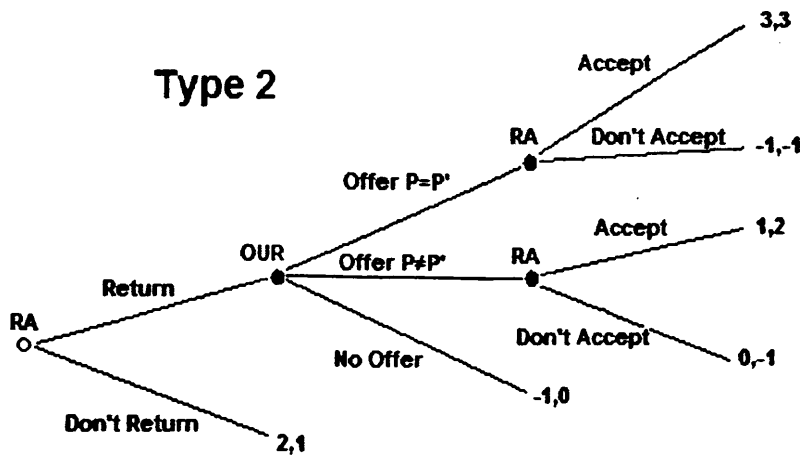 3,3
Accept
Type 2
RA
Don't Accept
-1,-1
Offer P=P'
Accept
1,2
OUR
Offer P≠P'
RA
Return
RA
Don't Accept
No Offer
0,-1
-1,0
Don't Return
2,1